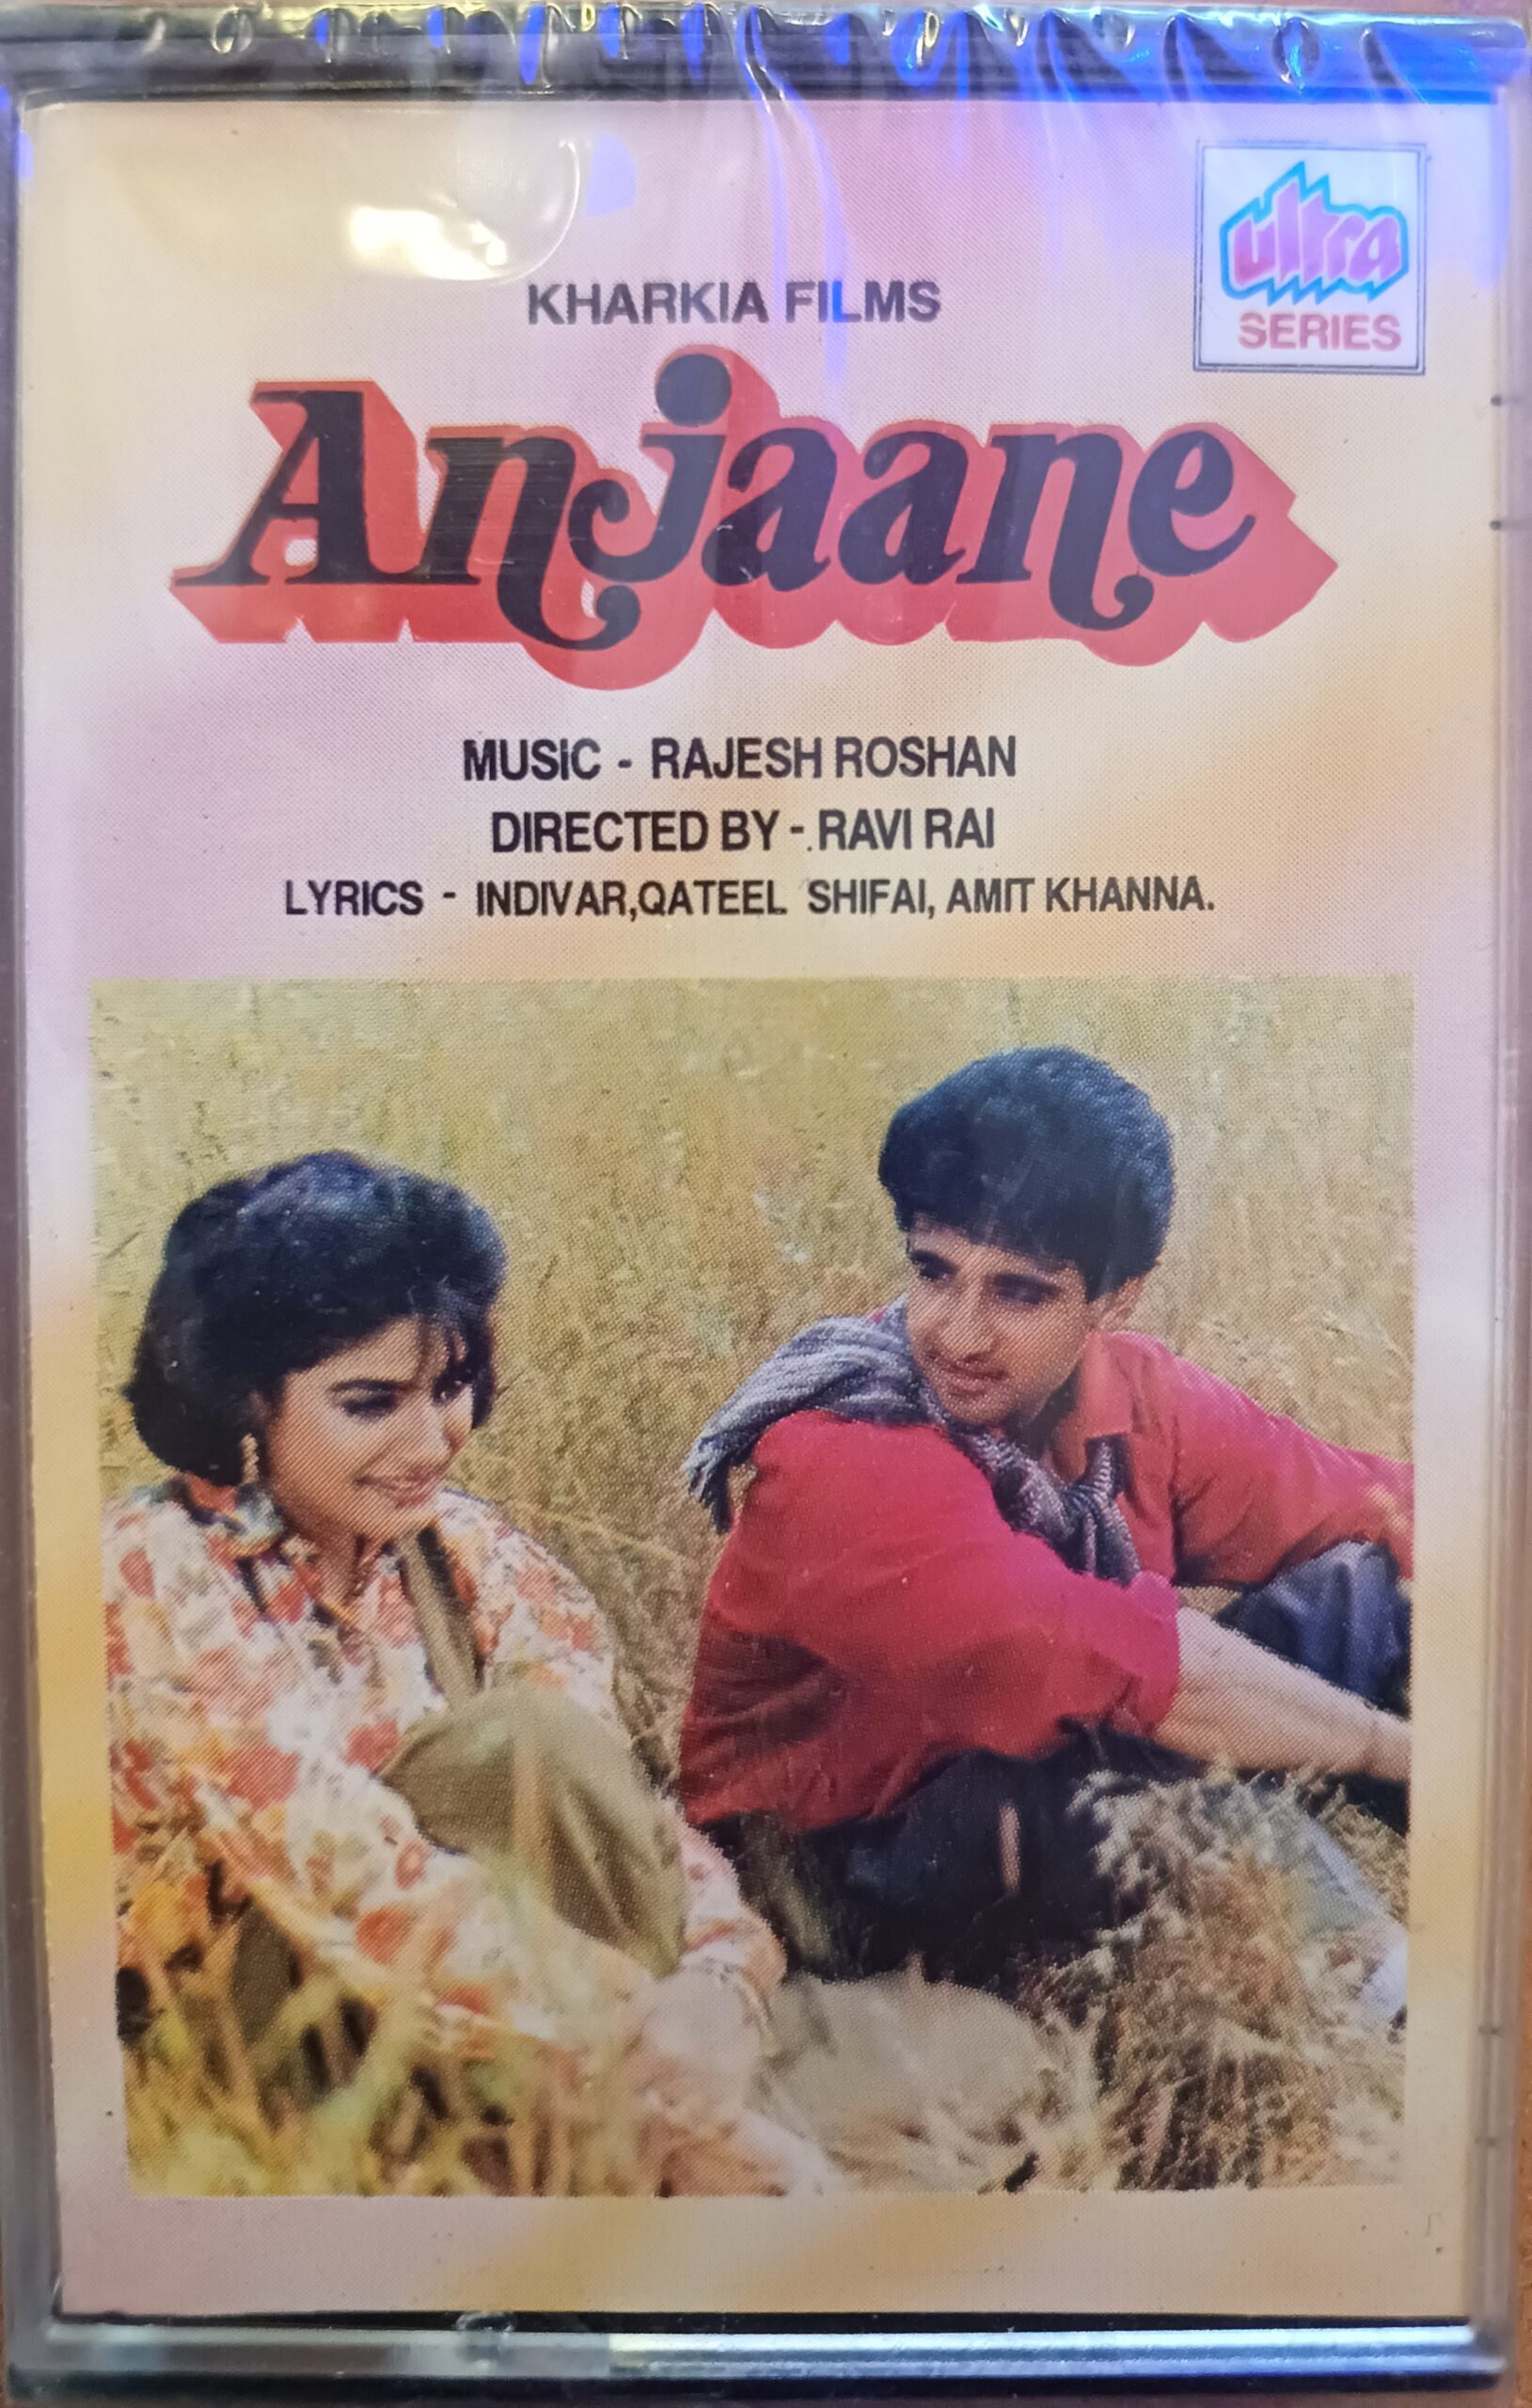 ultra
SERIES
KHARKIA FILMS
Anjaane
MUSIC - RAJESH ROSHAN
DIRECTED BY - RAVI RAI
LYRICS - INDIVAR,QATEEL SHIFAI, AMIT KHANNA.